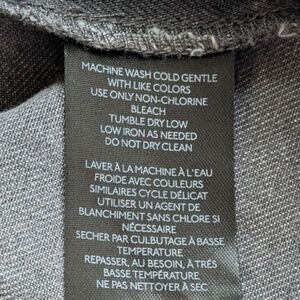 MACHINE WASH COLD GENTLE
WITH LIKE COLORS
USE ONLY NON-CHLORINE
BLEACH
TUMBLE DRY LOW
LOW IRON AS NEEDED
DO NOT DRY CLEAN
LAVER À LA MACHINE À L'EAU
FROIDE AVEC COULEURS
SIMILAIRES CYCLE DÉLICAT
UTILISER UN AGENT DE
BLANCHIMENT SANS CHLORE SI
NÉCESSAIRE
SECHER PAR CULBUTAGE À BASSE
TEMPERATURE
REPASSER, AU BESOIN, À TRÈS
BASSE TEMPÉRATURE
NE PAS NETTOYER À SEC